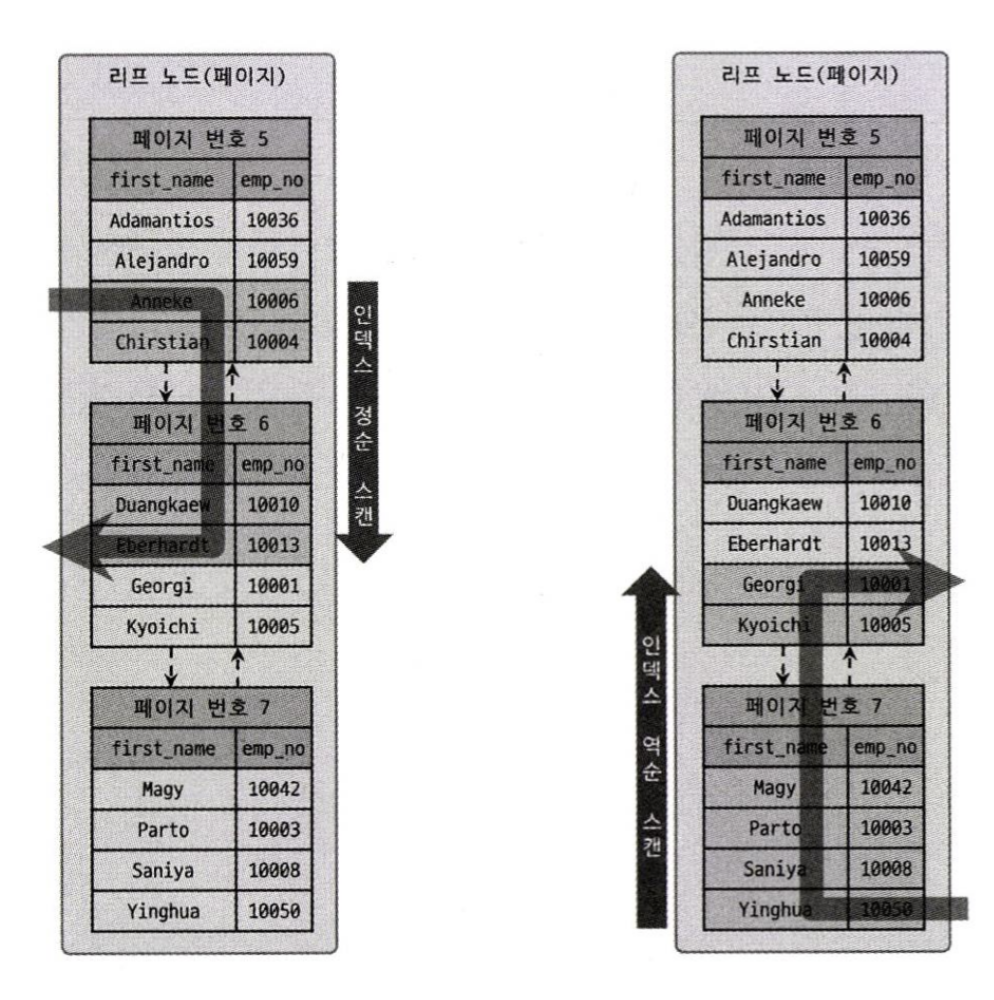 리프 노드(페이지)
페이지 번호 5
first_name emp_no
Adamantios 10036
Alejandro 10059
Anneke 10006
Chirstian 10004
페이지 번호 6
first_name emp_no
Duangkaew 10010
Eberhardt 10013
Georgi 10001
Kyoichi 10005
페이지 번호 7
first_name emp_no
Magy 10042
Parto 10003
Saniya 10008
Yinghua 10050
인덱스 정순 스캔
리프 노드(페이지)
페이지 번호 5
first_name emp_no
Adamantios 10036
Alejandro 10059
Anneke 10006
Chirstian 10004
페이지 번호 6
first_name emp_no
Duangkaew 10010
Eberhardt 10013
Georgi 10001
Kyoichi 10005
페이지 번호 7
first_name emp_no
Magy 10042
Parto 10003
Saniya 10008
Yinghua 10050
인덱스 역순 스캔